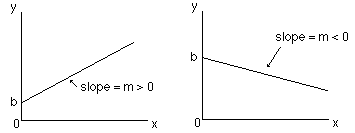 y
slope = m > 0
b
0
x
y
slope = m < 0
b
0
x